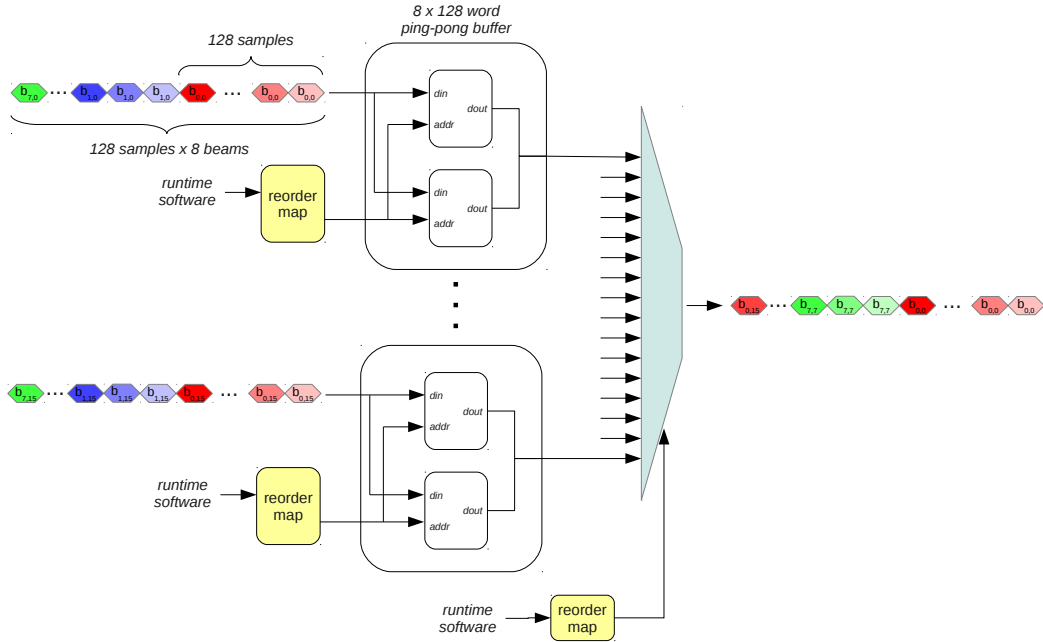 8 x 128 word
ping-pong buffer
128 samples
b7,0 ... b1,0 b1,0 b1,0 b0,0 ... b0,0 b0,0
128 samples x 8 beams
din
addr
dout
runtime
software
reorder
map
din
addr
dout
b0,15 ... b7,7 b7,7 b7,7 b0,0 ... b0,0 b0,0
b7,15 ... b1,15 b1,15 b1,15 b0,15 ... b0,15 b0,15
din
addr
dout
runtime
software
reorder
map
din
addr
dout
runtime
software
reorder
map